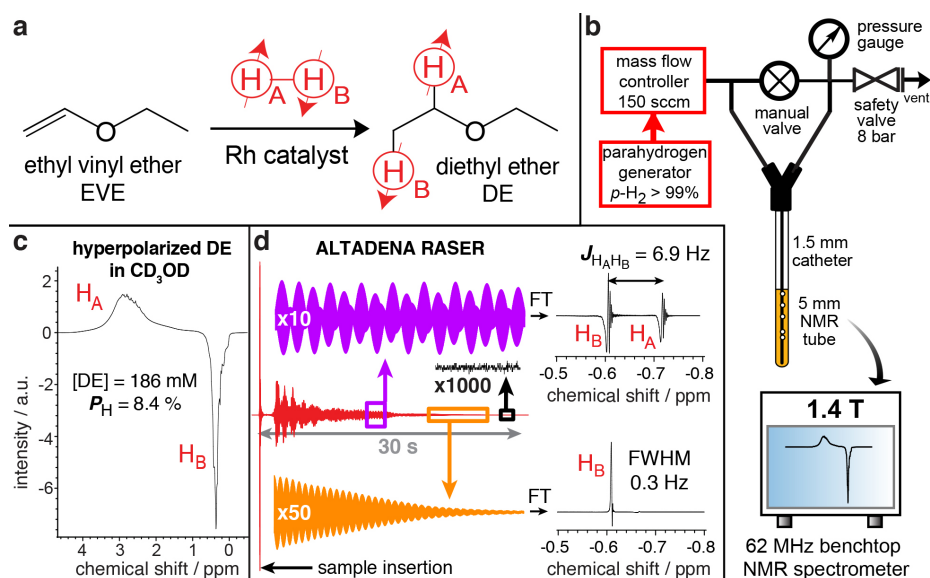 a
H
A
H
B
Rh catalyst
ethyl vinyl ether
EVE
H
A
H
B
diethyl ether
DE
O
O
b
mass flow
controller
150 sccm
parahydrogen
generator
p-H2 > 99%
manual
valve
pressure
gauge
safety
valve
8 bar
vent
1.5 mm
catheter
5 mm
NMR
tube
1.4 T
62 MHz benchtop
NMR spectrometer
c
hyperpolarized DE
in CD3OD
HA
[DE] = 186 mM
PH = 8.4 %
HB
intensity / a.u.
2
0
-2
-4
-6
4 3 2 1 0
chemical shift / ppm
d
ALTADENA RASER
x10
FT
JHAHB = 6.9 Hz
HB HA
-0.5 -0.6 -0.7 -0.8
chemical shift / ppm
x1000
30 s
x50
FT
HB
FWHM
0.3 Hz
-0.5 -0.6 -0.7 -0.8
chemical shift / ppm
sample insertion